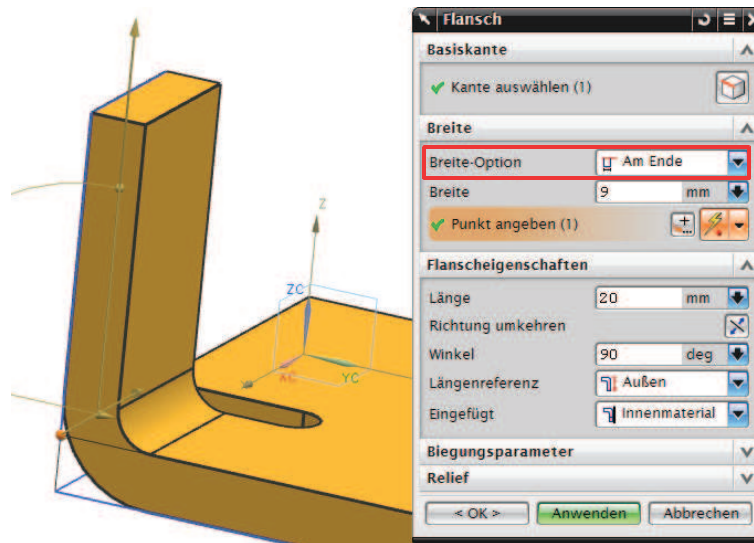 Flansch
Basiskante
Kante auswählen (1)
Breite
Breite-Option Am Ende
Breite 9 mm
Punkt angeben (1)
Flanscheigenschaften
Länge 20 mm
Richtung umkehren
Winkel 90 deg
Längenreferenz Außen
Eingefügt Innenmaterial
Biegungsparameter
Relief
< OK > Anwenden Abbrechen
Z
ZC
XC YC